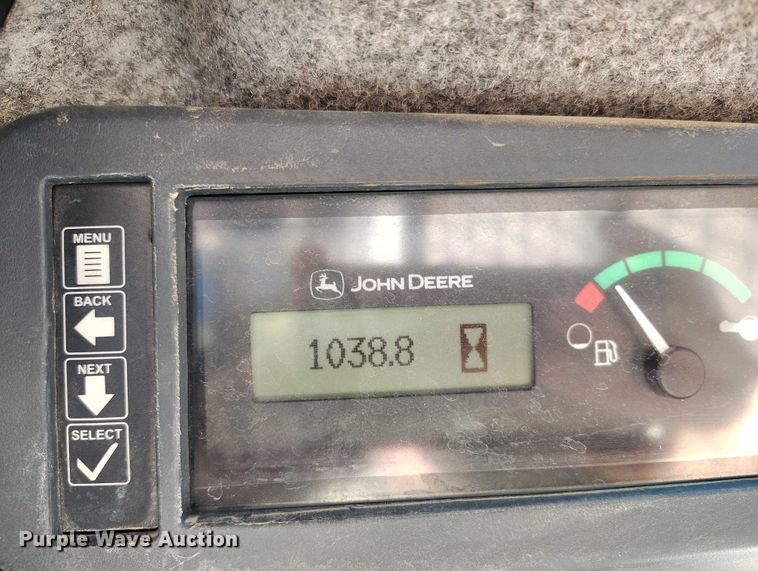 MENU
BACK
NEXT
SELECT
JOHN DEERE
1038.8
Purple Wave Auction